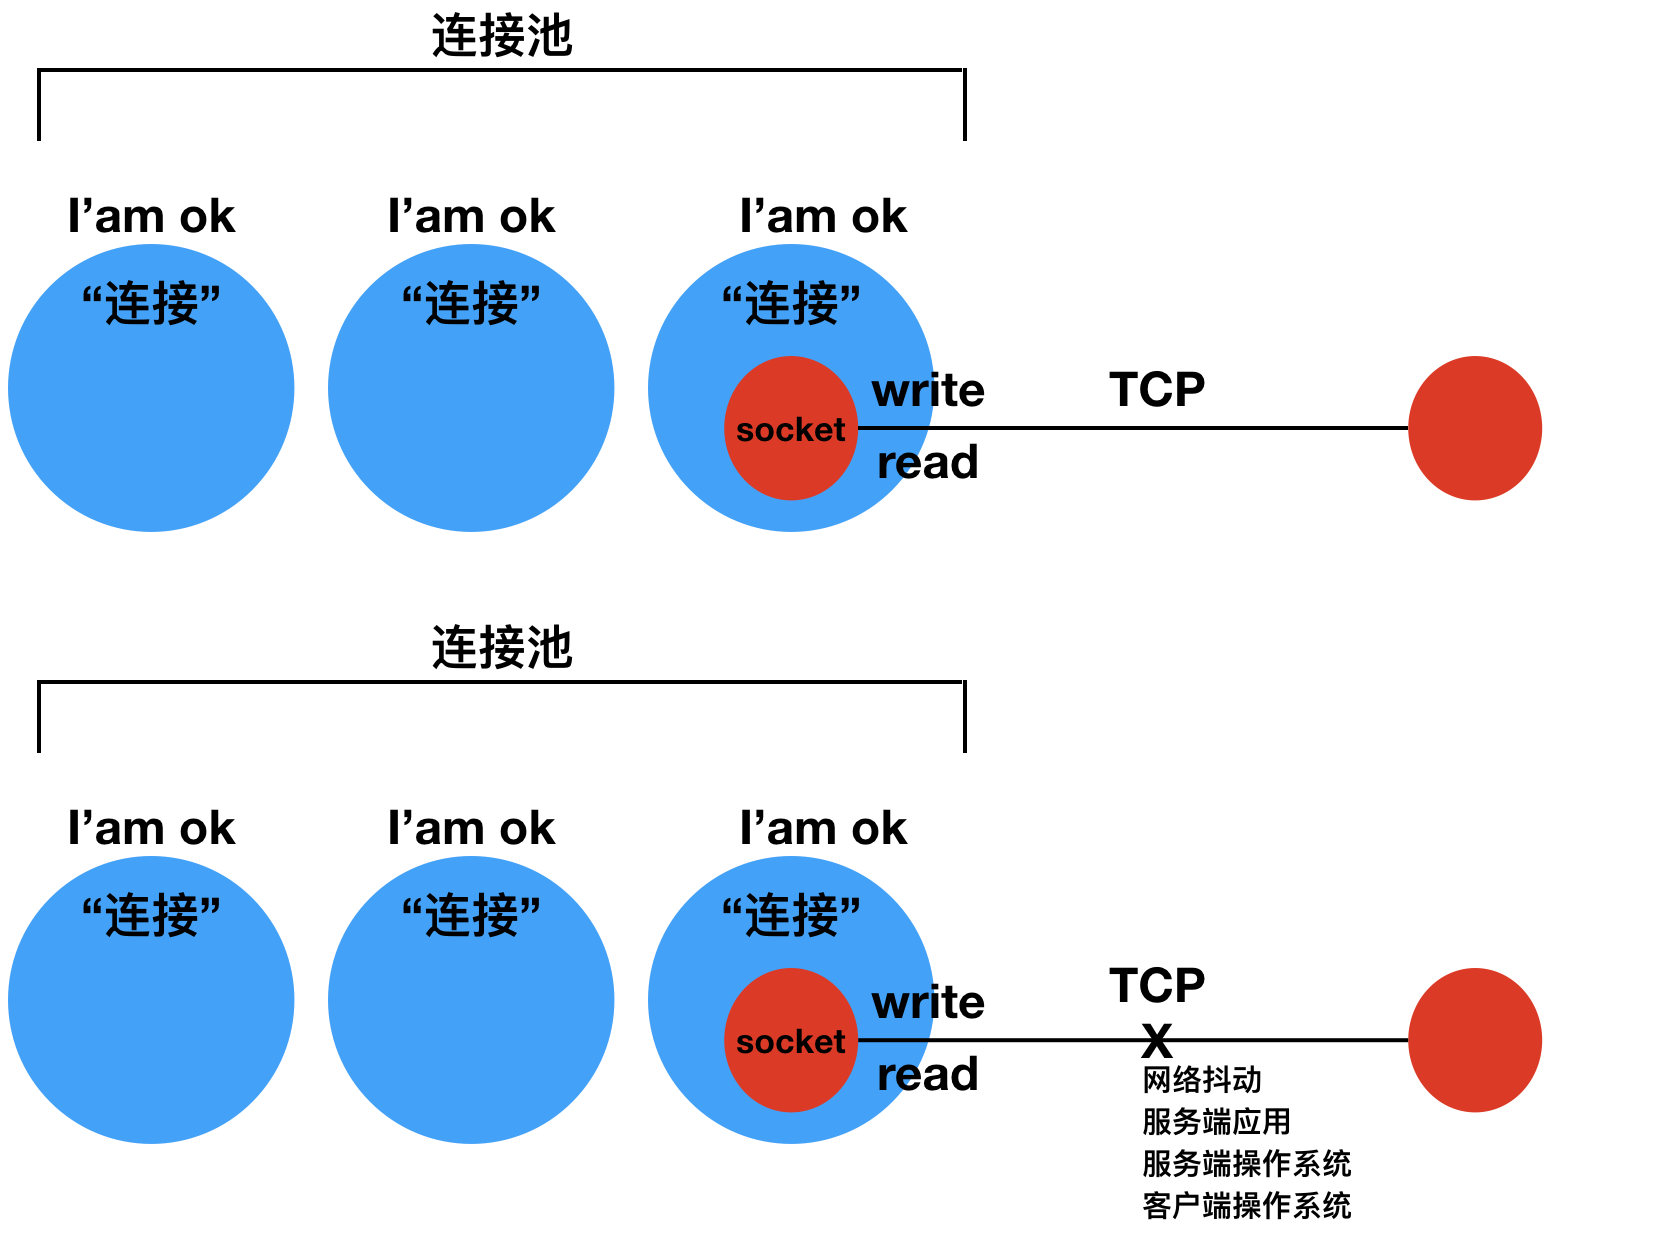 连接池
I’am ok
I’am ok
I’am ok
“连接”
“连接”
“连接”
write
TCP
socket
read
连接池
I’am ok
I’am ok
I’am ok
“连接”
“连接”
“连接”
TCP
write
X
socket
read
网络抖动
服务端应用
服务端操作系统
客户端操作系统